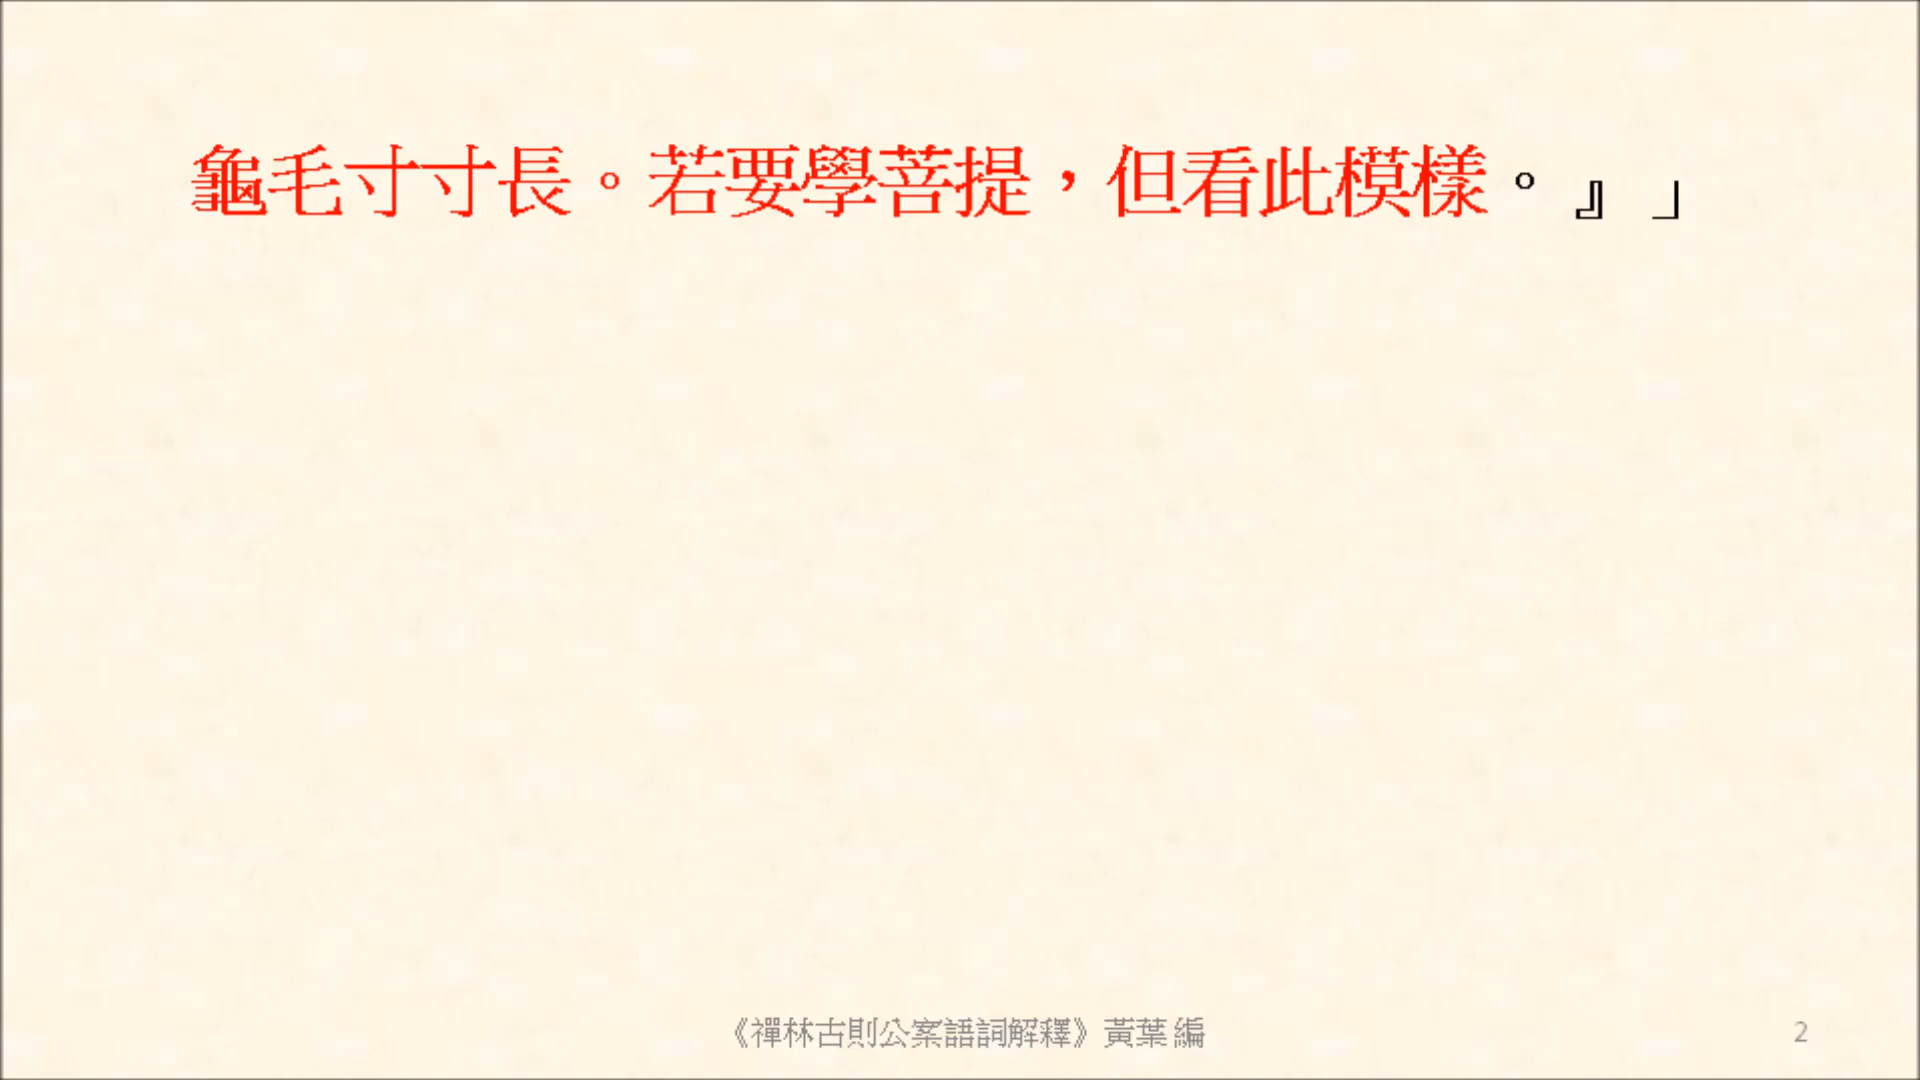 龜毛寸寸長。若要學菩提，但看此模樣。』」
《禪林古則公案語詞解釋》黃葉 編
2